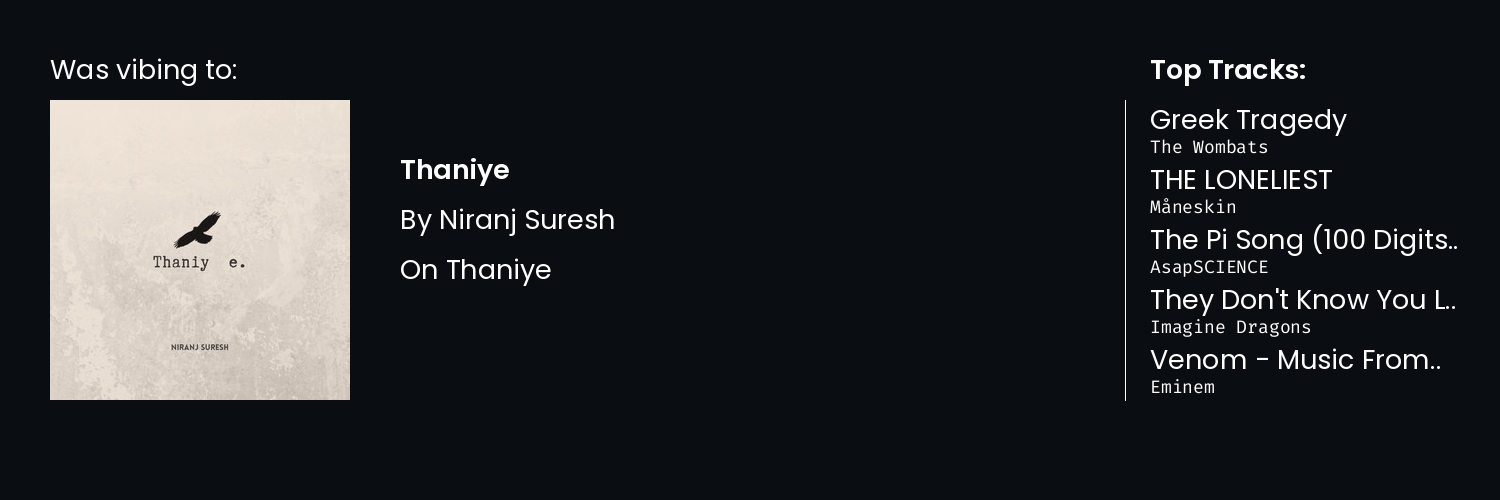 Was vibing to:
Thaniy e.
NIRANJ SURESH
Thaniye
By Niranj Suresh
On Thaniye
Top Tracks:
Greek Tragedy
The Wombats
THE LONELIEST
Måneskin
The Pi Song (100 Digits..
AsapSCIENCE
They Don't Know You L..
Imagine Dragons
Venom - Music From..
Eminem